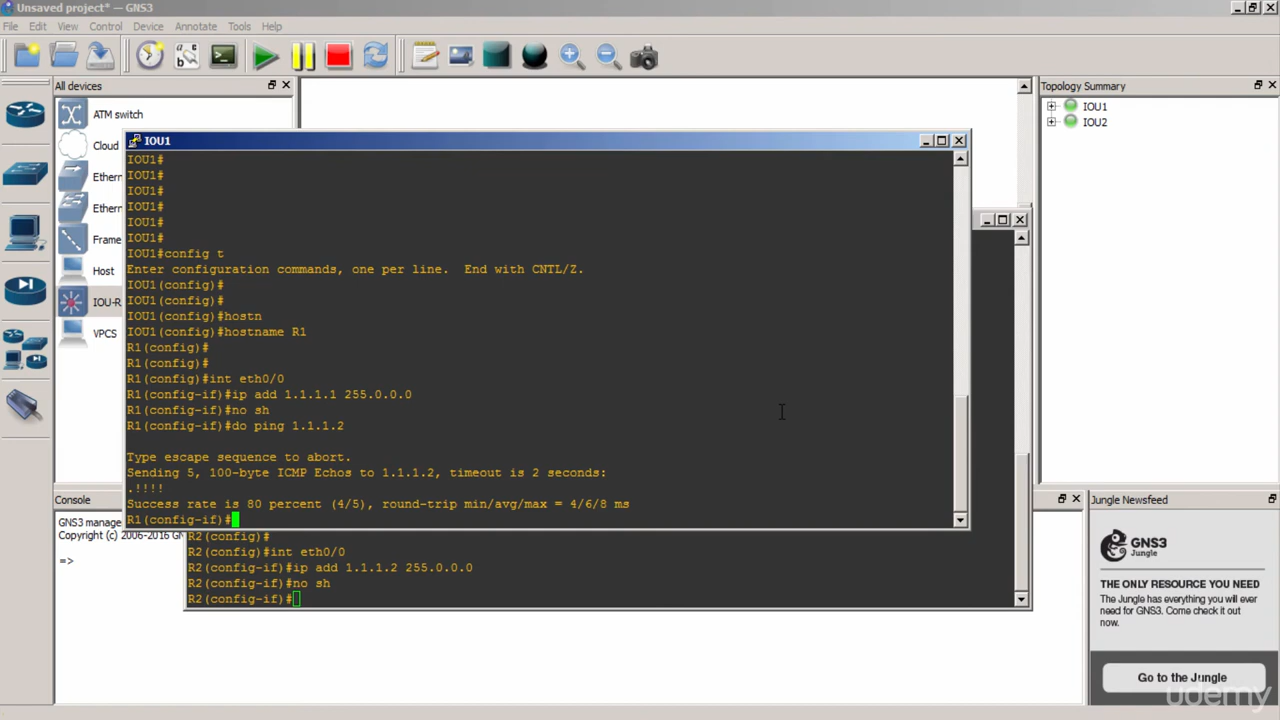 Unsaved project* — GNS3
File Edit View Control Device Annotate Tools Help
All devices
ATM switch
Cloud
Ethern
Ethern
Frame
Host
IOU-R
VPCS
Topology Summary
IOU1
IOU2
IOU1
IOU1#
IOU1#
IOU1#
IOU1#
IOU1#
IOU1#
IOU1#config t
Enter configuration commands, one per line.  End with CNTL/Z.
IOU1(config)#
IOU1(config)#
IOU1(config)#hostn
IOU1(config)#hostname R1
R1(config)#
R1(config)#
R1(config)#int eth0/0
R1(config-if)#ip add 1.1.1.1 255.0.0.0
R1(config-if)#no sh
R1(config-if)#do ping 1.1.1.2
Type escape sequence to abort.
Sending 5, 100-byte ICMP Echos to 1.1.1.2, timeout is 2 seconds:
.!!!!
Success rate is 80 percent (4/5), round-trip min/avg/max = 4/6/8 ms
R1(config-if)#
R2(config)#
R2(config)#int eth0/0
R2(config-if)#ip add 1.1.1.2 255.0.0.0
R2(config-if)#no sh
R2(config-if)#
Console
GNS3 manage
Copyright (c) 2006-2016 GN
=>
Jungle Newsfeed
GNS3
Jungle
THE ONLY RESOURCE YOU NEED
The Jungle has everything you will ever
need for GNS3. Come check it out
now.
Go to the Jungle
udemy